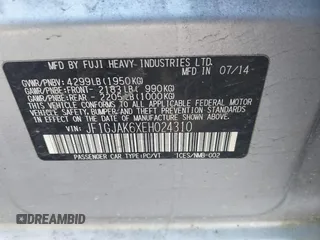 MFD BY FUJI HEAVY INDUSTRIES LTD. 07/14
GVWR/PNBV: 4299LB(1950KG)
GAWR/PNBE:FRONT- 2183LB( 990KG)
GAWR/PNBE:REAR - 2205LB(1000KG)
THIS VEHICLE CONFORMS TO ALL APPLICABLE
FEDERAL MOTOR VEHICLE
SAFETY, BUMPER, AND THEFT PREVENTION
STANDARDS IN EFFECT ON THE DATE OF
MANUFACTURE SHOWN ABOVE.
VIN: JF1GJAK6XEH024310
PASSENGER CAR TYPE:PC/VT ICES/NMB-002
DREAMBID